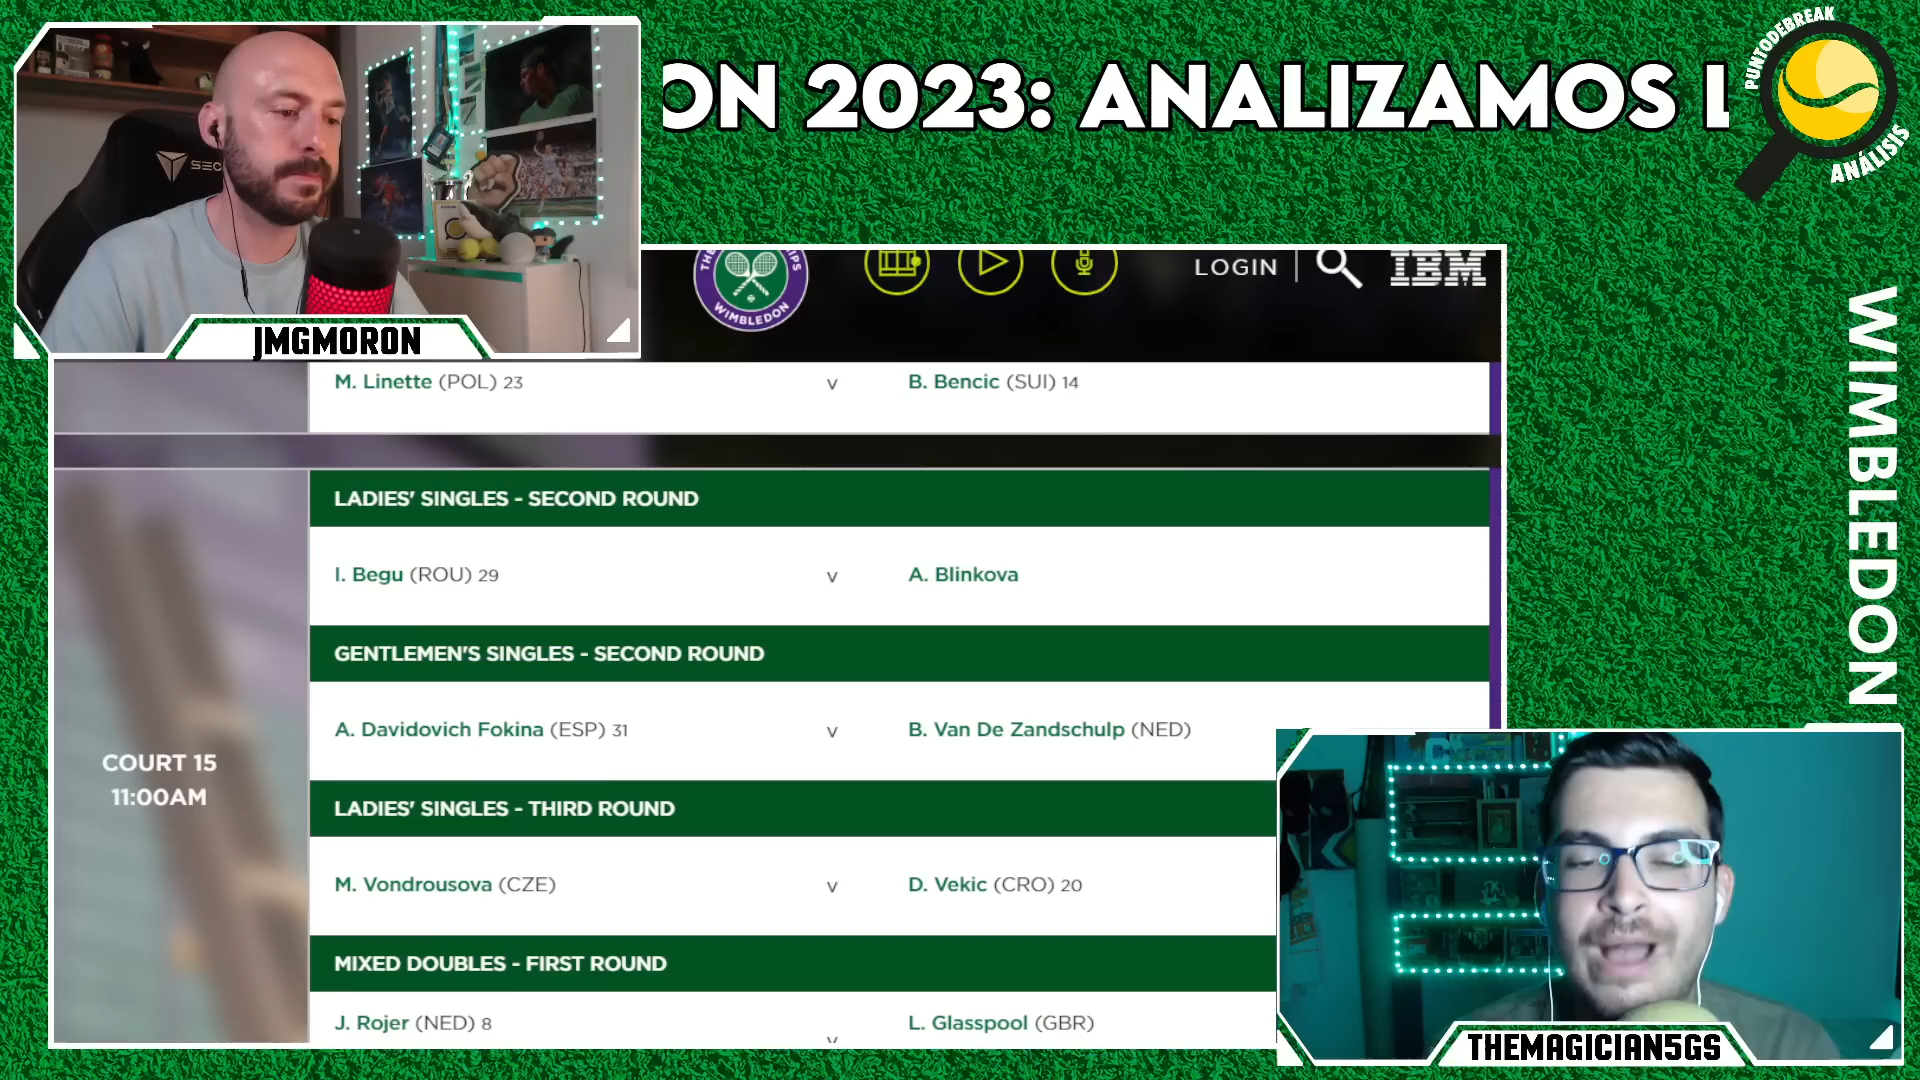 ON 2023: ANALIZAMOS L
PUNTODEBREAK
ANÁLISIS
SEC
JMGMORON
WIMBLEDON
LOGIN
IBM
WIMBLEDON
M. Linette (POL) 23 v B. Bencic (SUI) 14
LADIES' SINGLES - SECOND ROUND
I. Begu (ROU) 29 v A. Blinkova
GENTLEMEN'S SINGLES - SECOND ROUND
A. Davidovich Fokina (ESP) 31 v B. Van De Zandschulp (NED)
COURT 15
11:00AM
LADIES' SINGLES - THIRD ROUND
M. Vondrousova (CZE) v D. Vekic (CRO) 20
MIXED DOUBLES - FIRST ROUND
J. Rojer (NED) 8 v L. Glasspool (GBR)
THEMAGICIAN5GS